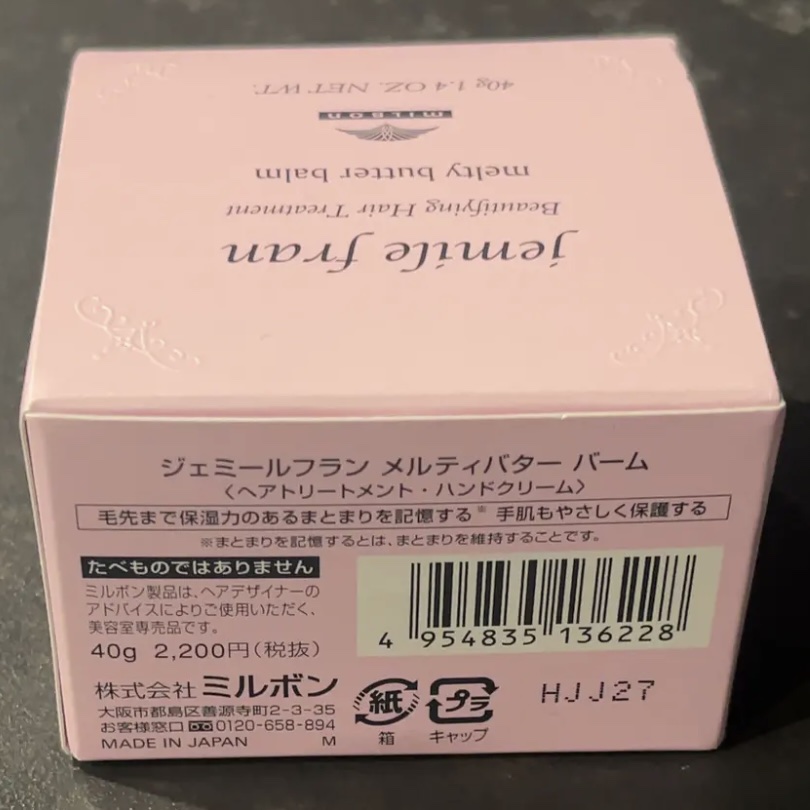 jemile fran
Beautifying Hair Treatment
melty butter balm
MILBON
40g 1.4 OZ. NET WT.
ジェミールフラン メルティバター バーム
〈ヘアトリートメント・ハンドクリーム〉
毛先まで保湿力のあるまとまりを記憶する※ 手肌もやさしく保護する
※まとまりを記憶するとは、まとまりを維持することです。
たべものではありません
ミルボン製品は、ヘアデザイナーの
アドバイスによりご使用いただく、
美容室専売品です。
40g 2,200円(税抜)
4 954835 136228
株式会社 ミルボン
大阪市都島区善源寺町2-3-35
お客様窓口 0120-658-894
MADE IN JAPAN M
紙
箱
プラ
キャップ
HJJ27